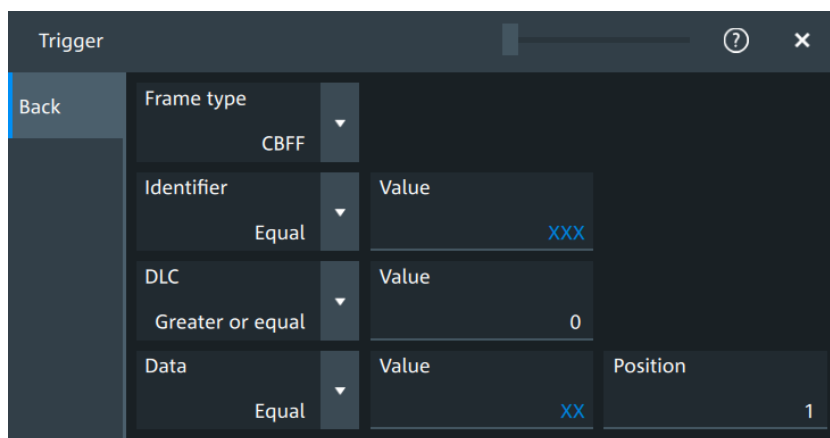 Trigger
?
×
Back
Frame type
CBFF
Identifier
Equal
Value
XXX
DLC
Greater or equal
Value
0
Data
Equal
Value
XX
Position
1